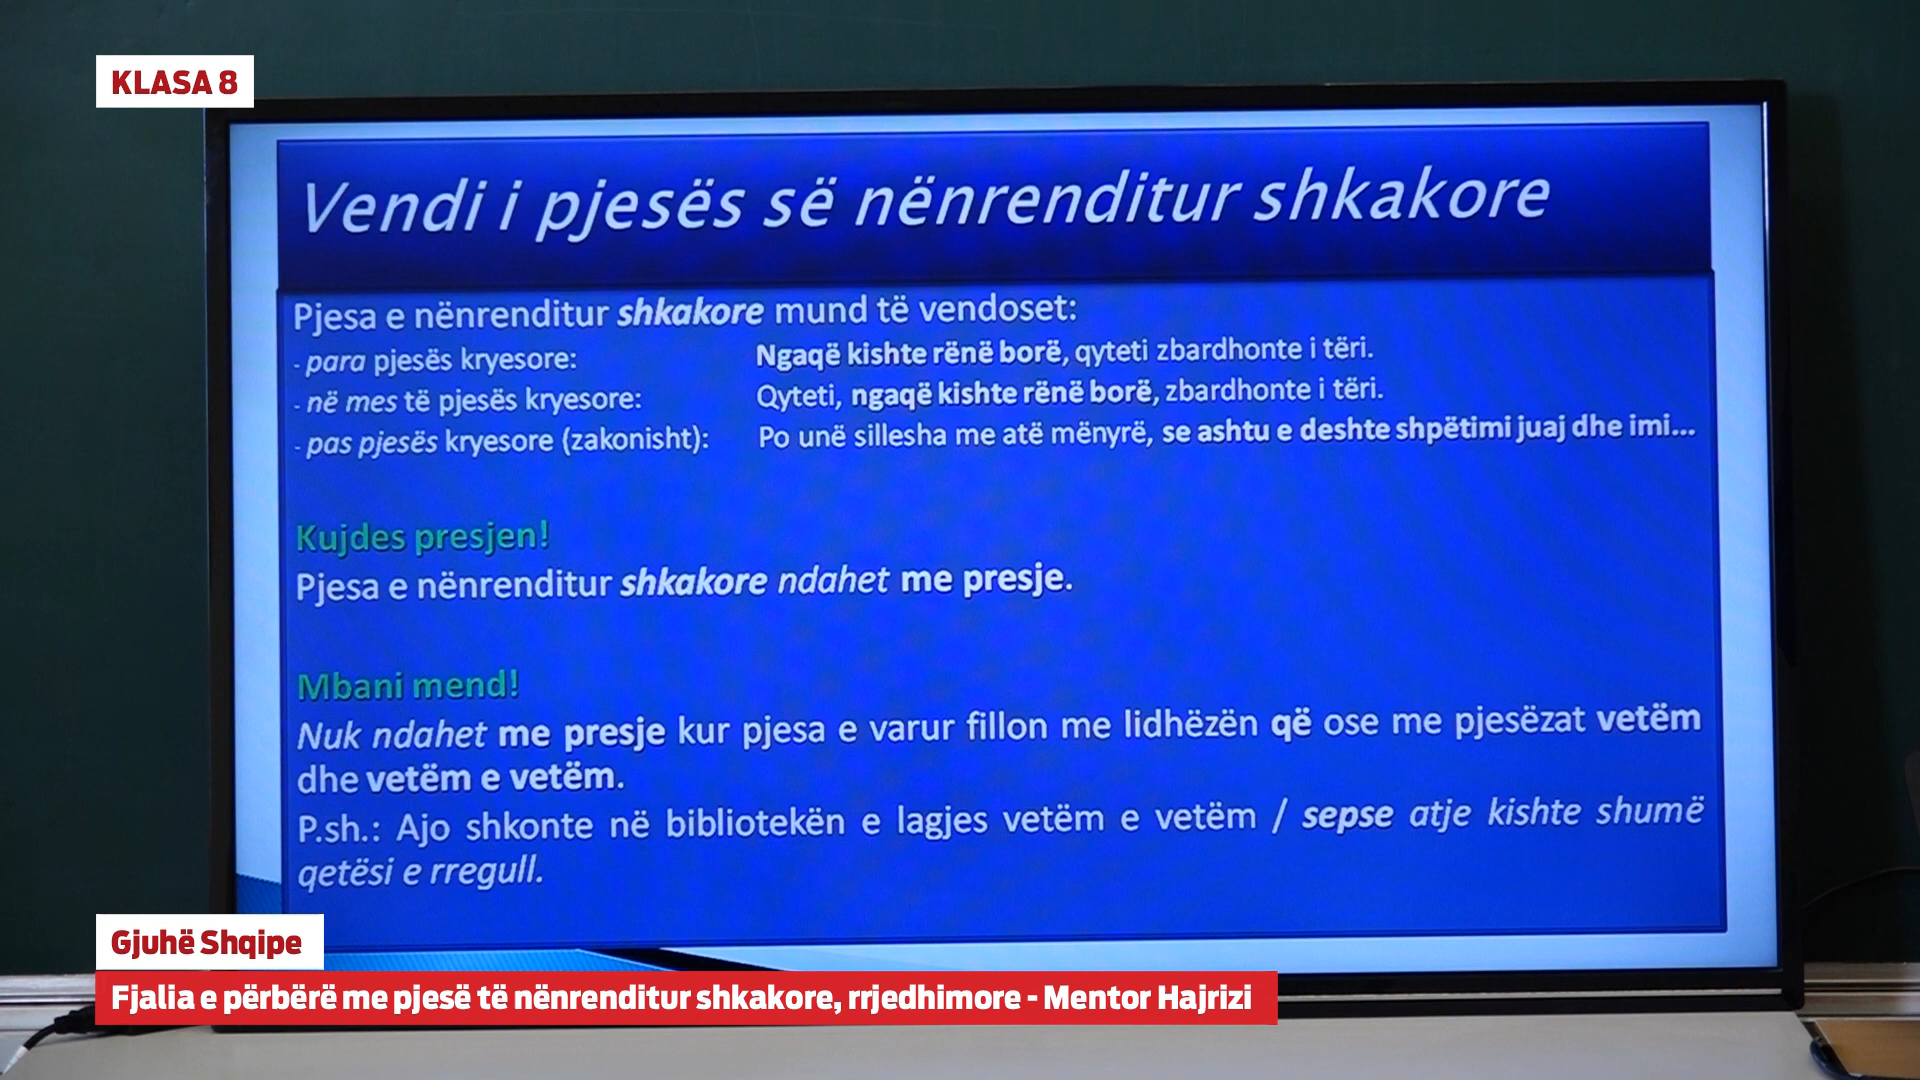 KLASA 8
Vendi i pjesës së nënrenditur shkakore
Pjesa e nënrenditur shkakore mund të vendoset:
- para pjesës kryesore: Ngaqë kishte rënë borë, qyteti zbardhonte i tëri.
- në mes të pjesës kryesore: Qyteti, ngaqë kishte rënë borë, zbardhonte i tëri.
- pas pjesës kryesore (zakonisht): Po unë sillesha me atë mënyrë, se ashtu e deshte shpëtimi juaj dhe imi...
Kujdes presjen!
Pjesa e nënrenditur shkakore ndahet me presje.
Mbani mend!
Nuk ndahet me presje kur pjesa e varur fillon me lidhëzën që ose me pjesëzat vetëm
dhe vetëm e vetëm.
P.sh.: Ajo shkonte në bibliotekën e lagjes vetëm e vetëm / sepse atje kishte shumë
qetësi e rregull.
Gjuhë Shqipe
Fjalia e përbërë me pjesë të nënrenditur shkakore, rrjedhimore - Mentor Hajrizi